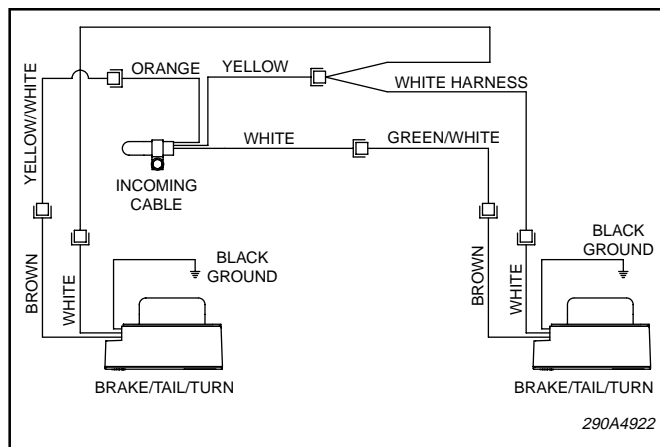 ORANGE
YELLOW
WHITE HARNESS
YELLOW/WHITE
WHITE
GREEN/WHITE
INCOMING
CABLE
BLACK
GROUND
BLACK
GROUND
BROWN
WHITE
BROWN
WHITE
BRAKE/TAIL/TURN
BRAKE/TAIL/TURN
290A4922